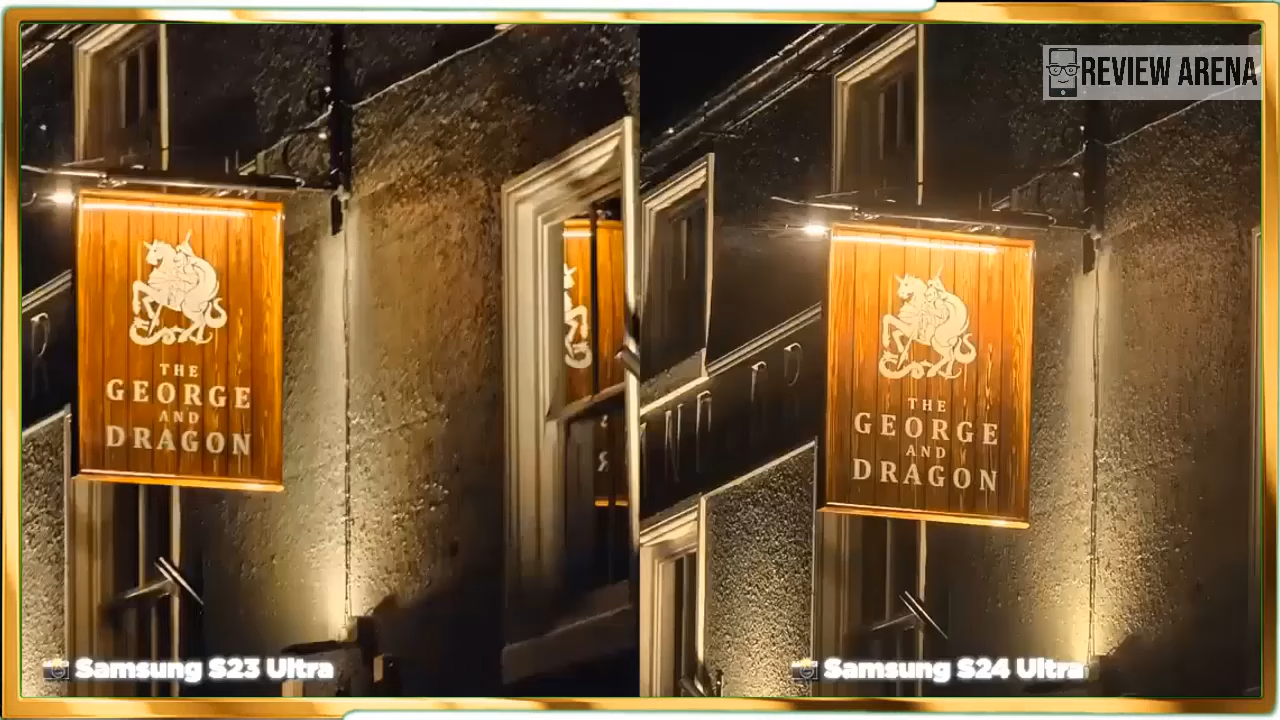 REVIEW ARENA
THE
GEORGE
AND
DRAGON
THE
GEORGE
AND
DRAGON
Samsung S23 Ultra
Samsung S24 Ultra